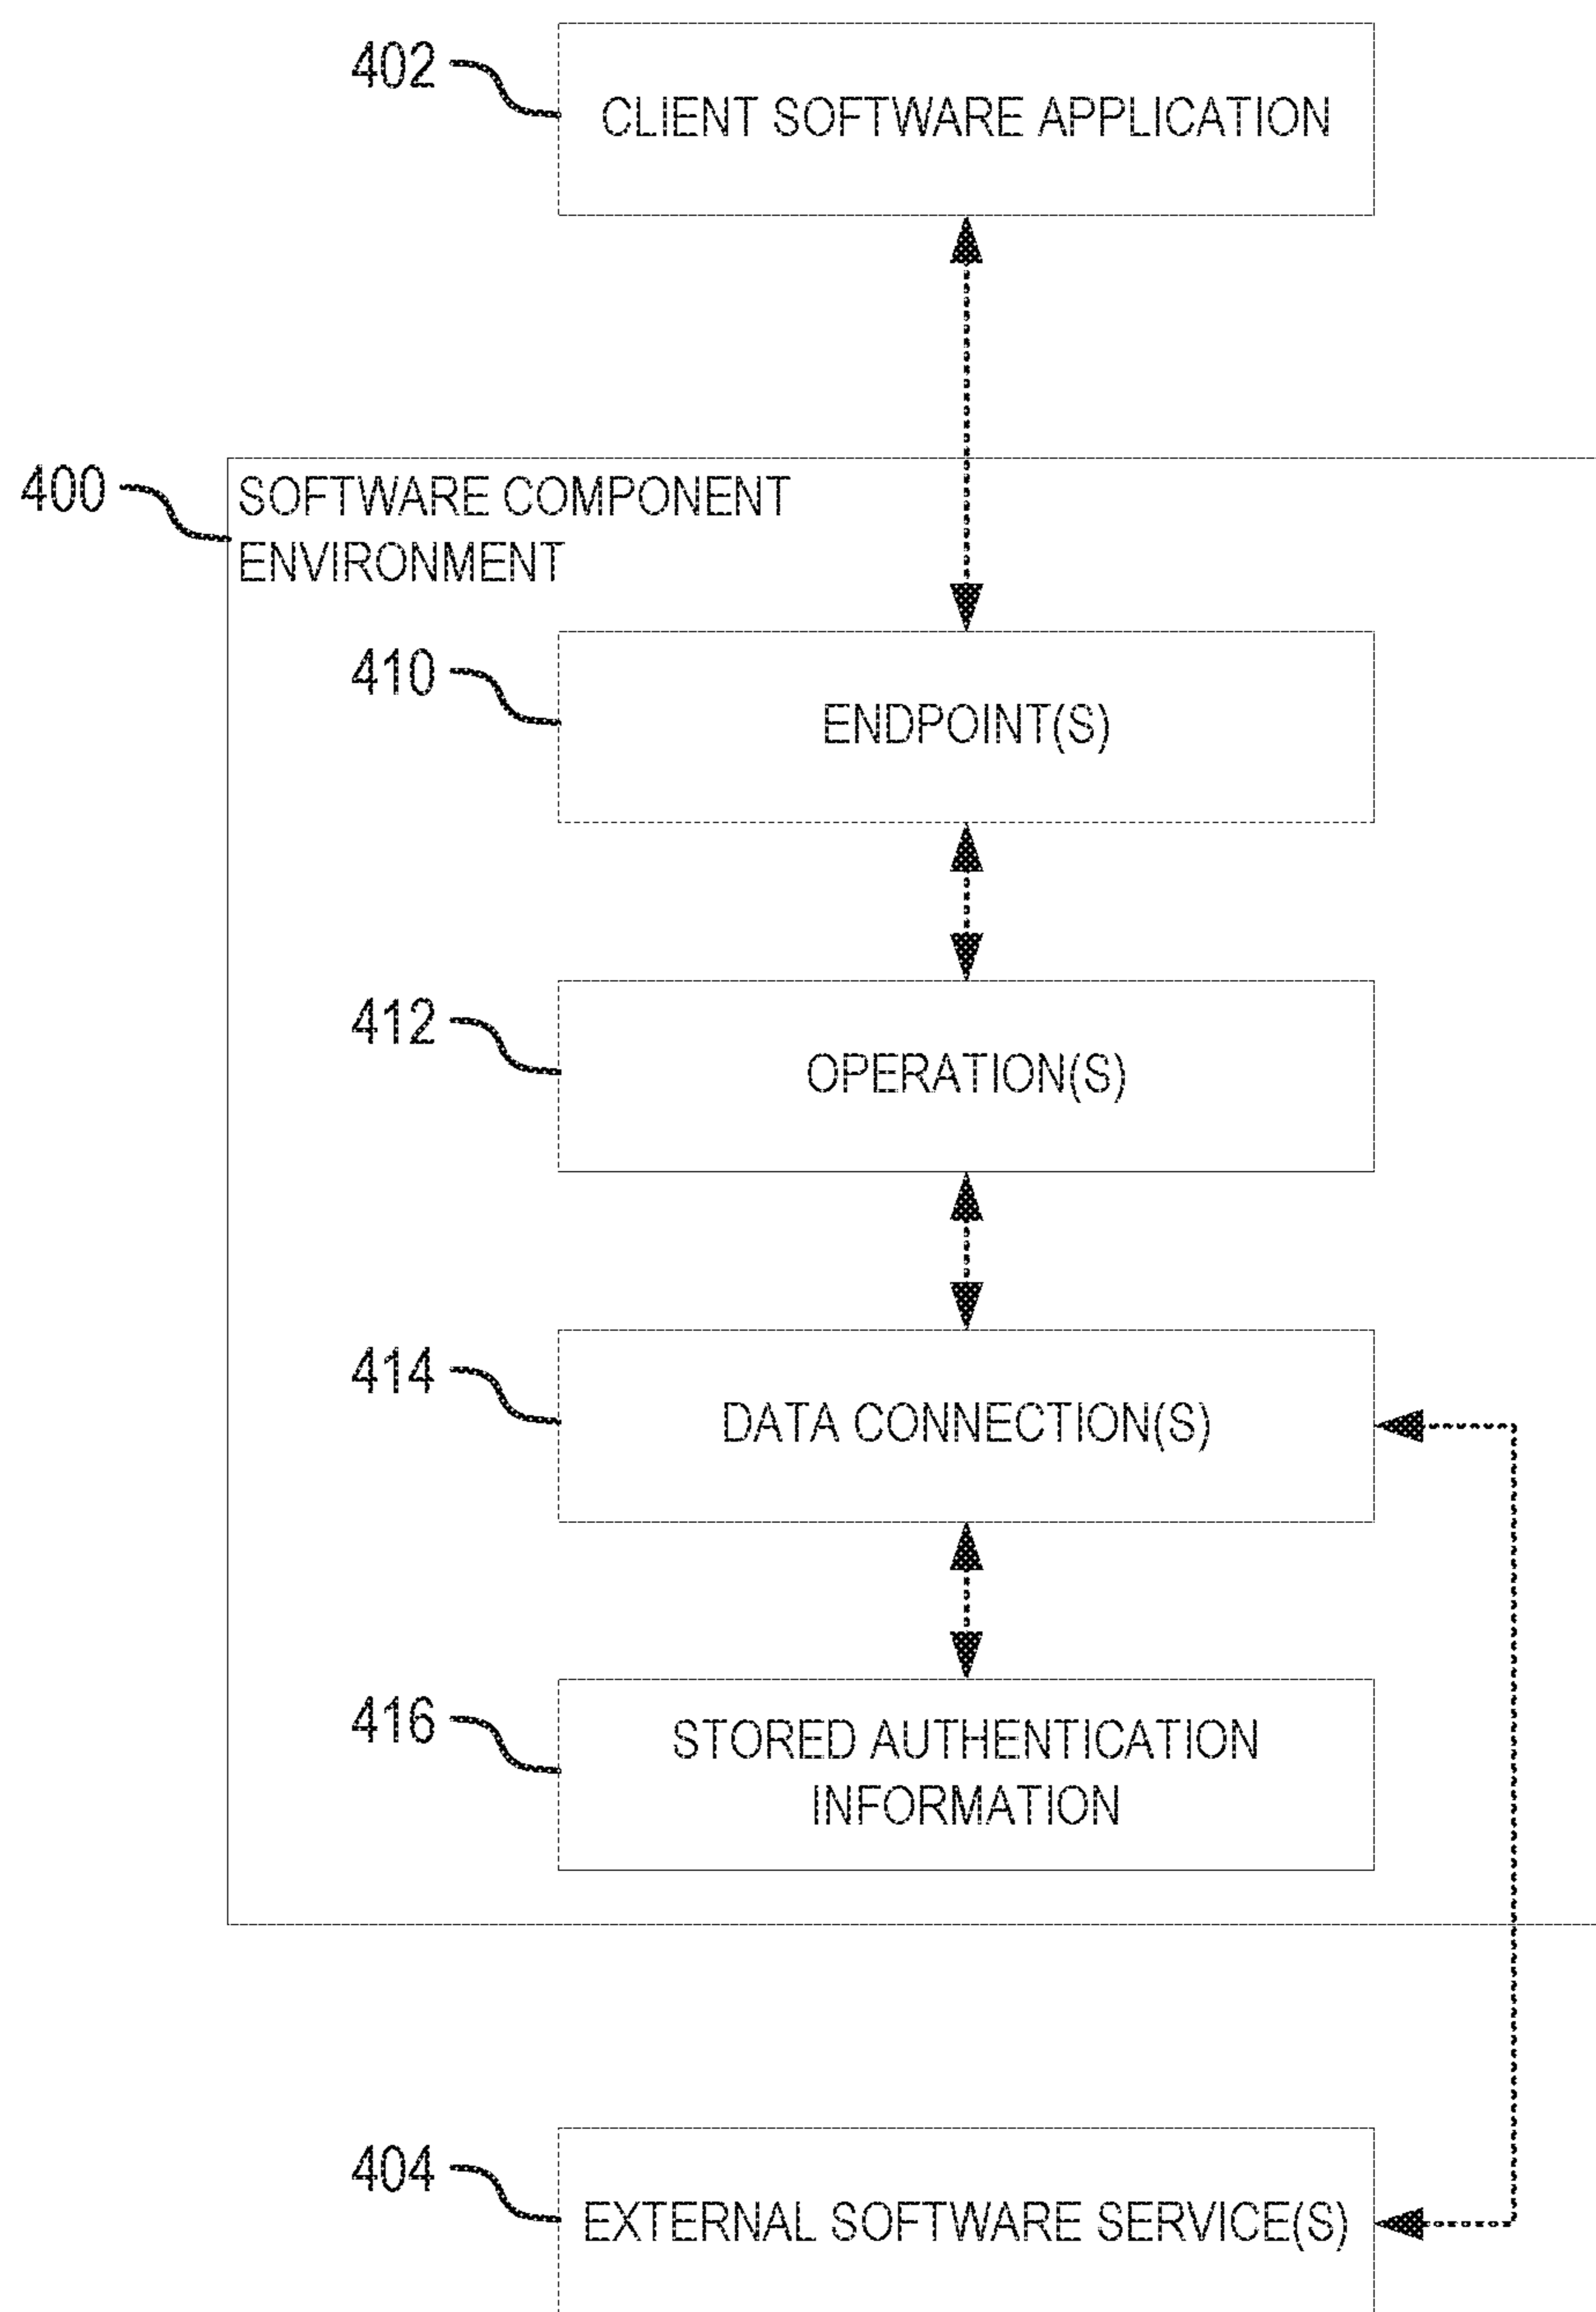 402
CLIENT SOFTWARE APPLICATION
400
SOFTWARE COMPONENT
ENVIRONMENT
410
ENDPOINT(S)
412
OPERATION(S)
414
DATA CONNECTION(S)
416
STORED AUTHENTICATION
INFORMATION
404
EXTERNAL SOFTWARE SERVICE(S)